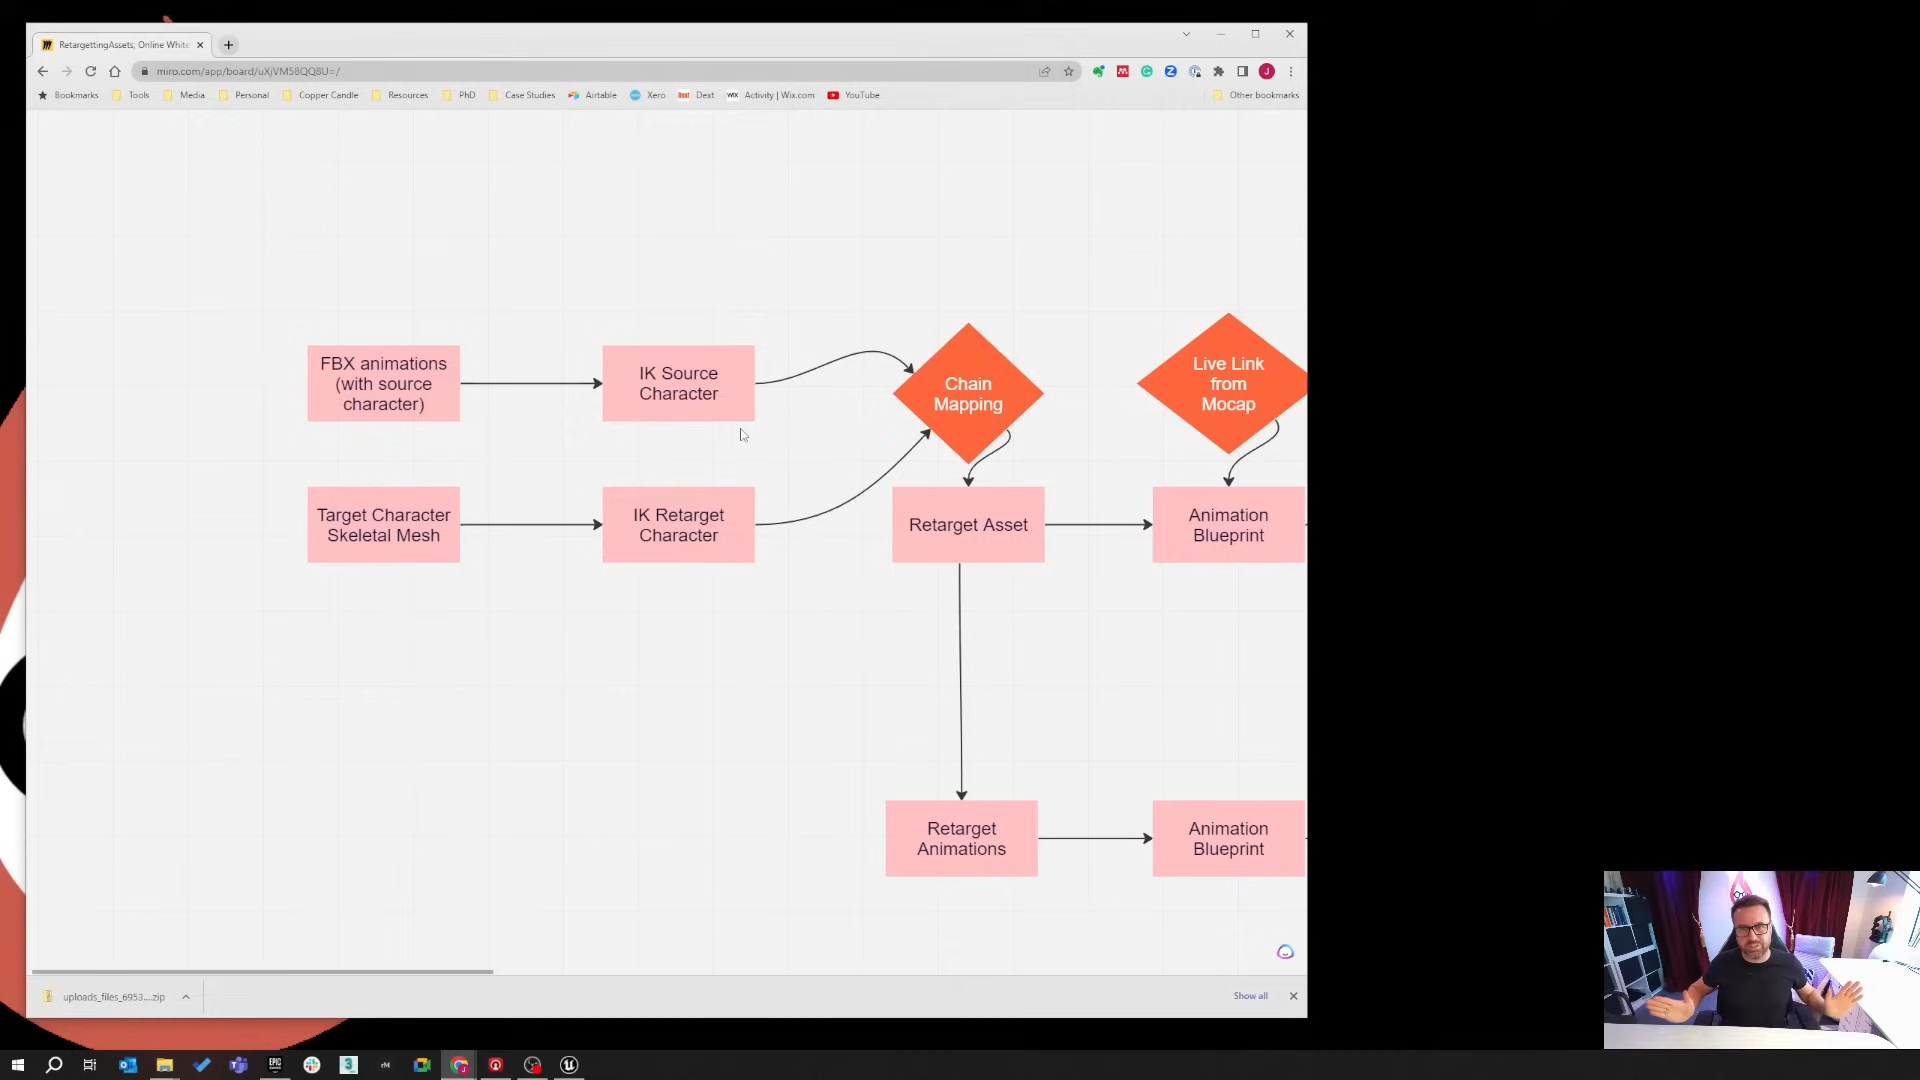 RetargettingAssets, Online White
miro.com/app/board/uXjVM58QQ8U=/
Bookmarks Tools Media Personal Copper Candle Resources PhD Case Studies Airtable Xero Dext Activity | Wix.com YouTube Other bookmarks
FBX animations
(with source
character)
IK Source
Character
Chain
Mapping
Live Link
from
Mocap
Target Character
Skeletal Mesh
IK Retarget
Character
Retarget Asset
Animation
Blueprint
Retarget
Animations
Animation
Blueprint
uploads_files_6953....zip
Show all